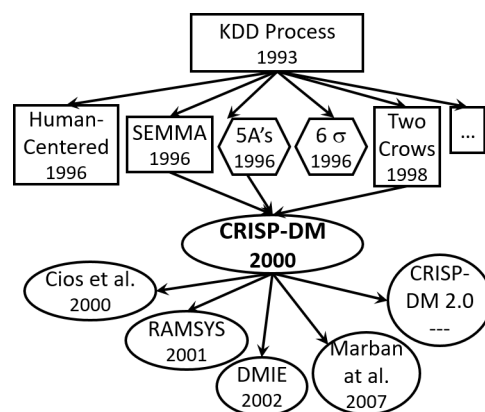 KDD Process
1993
Human-
Centered
1996
SEMMA
1996
5A's
1996
6 σ
1996
Two
Crows
1998
...
CRISP-DM
2000
Cios et al.
2000
RAMSYS
2001
DMIE
2002
Marban
at al.
2007
CRISP-
DM 2.0
---